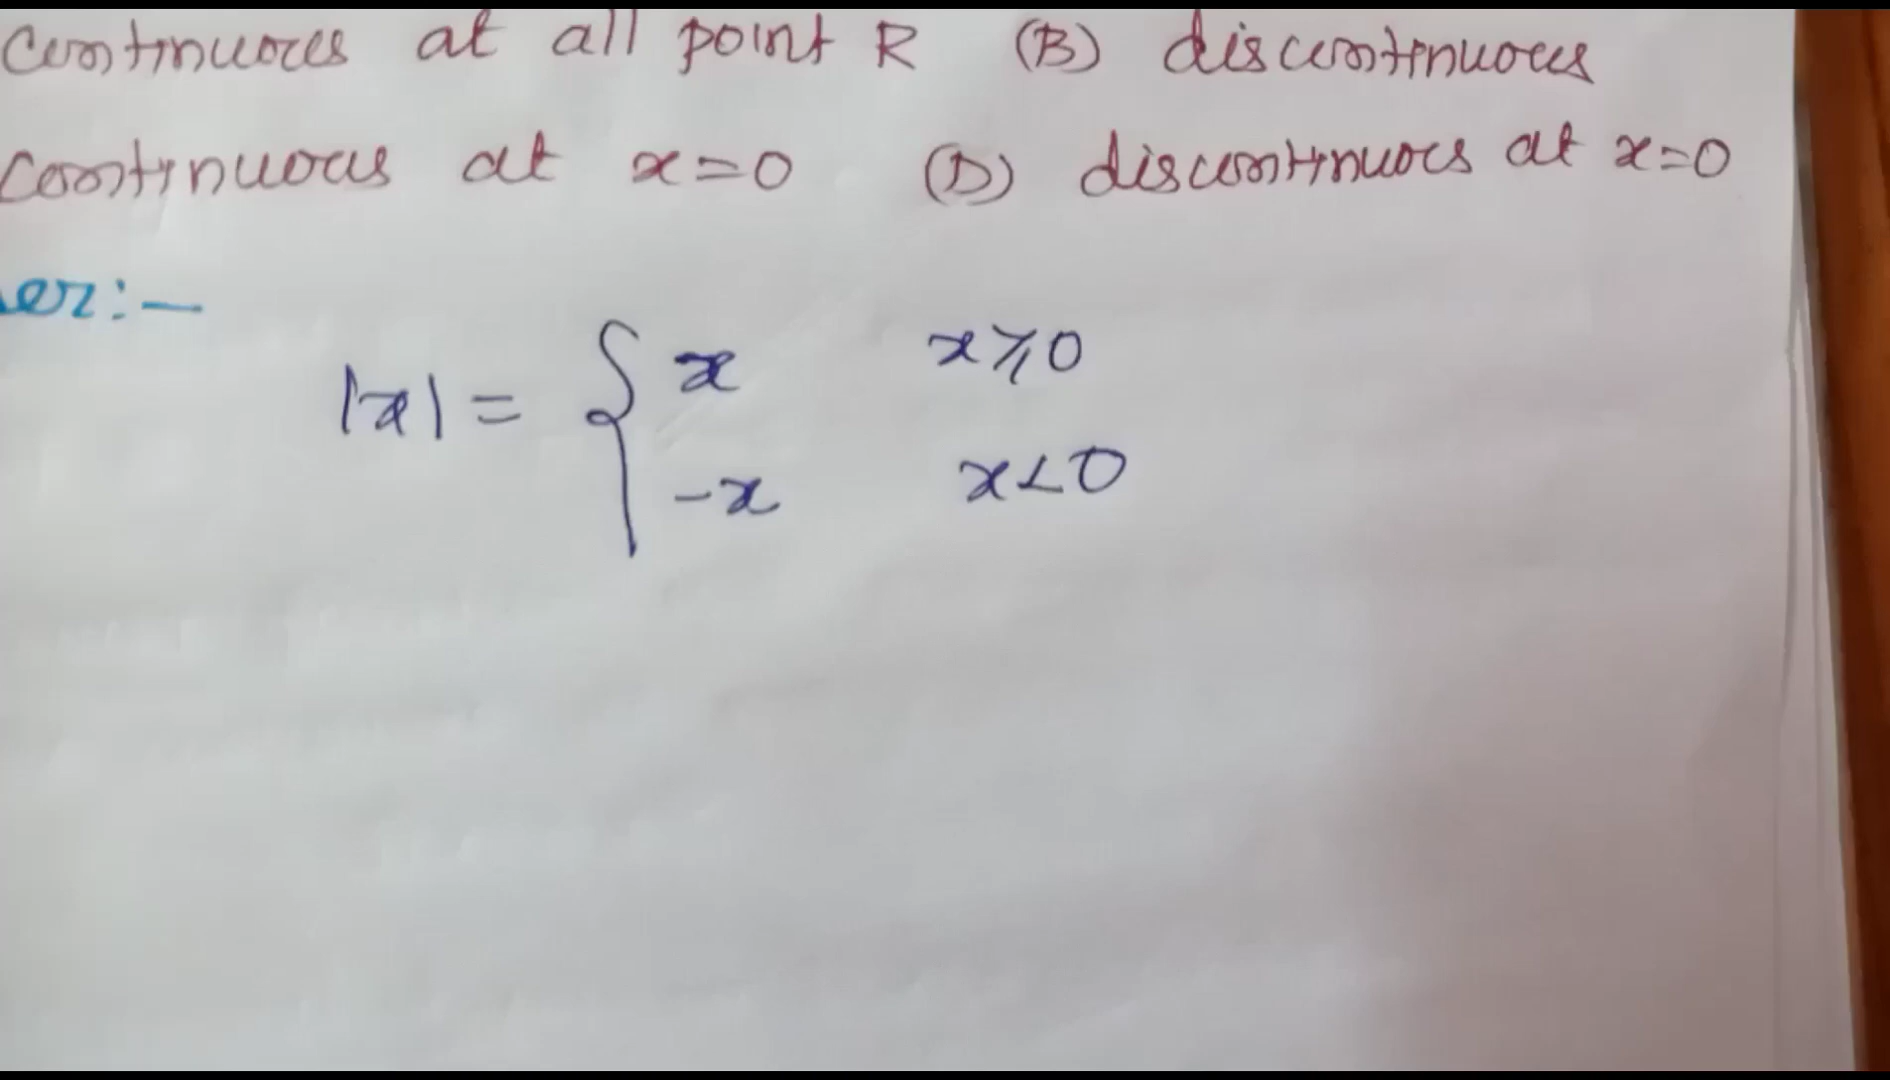 continuous at all point R (B) discontinuous
continuous at x=0 (D) discontinuous at x=0
er:-
|x| = { x x⩾0
-x x<0